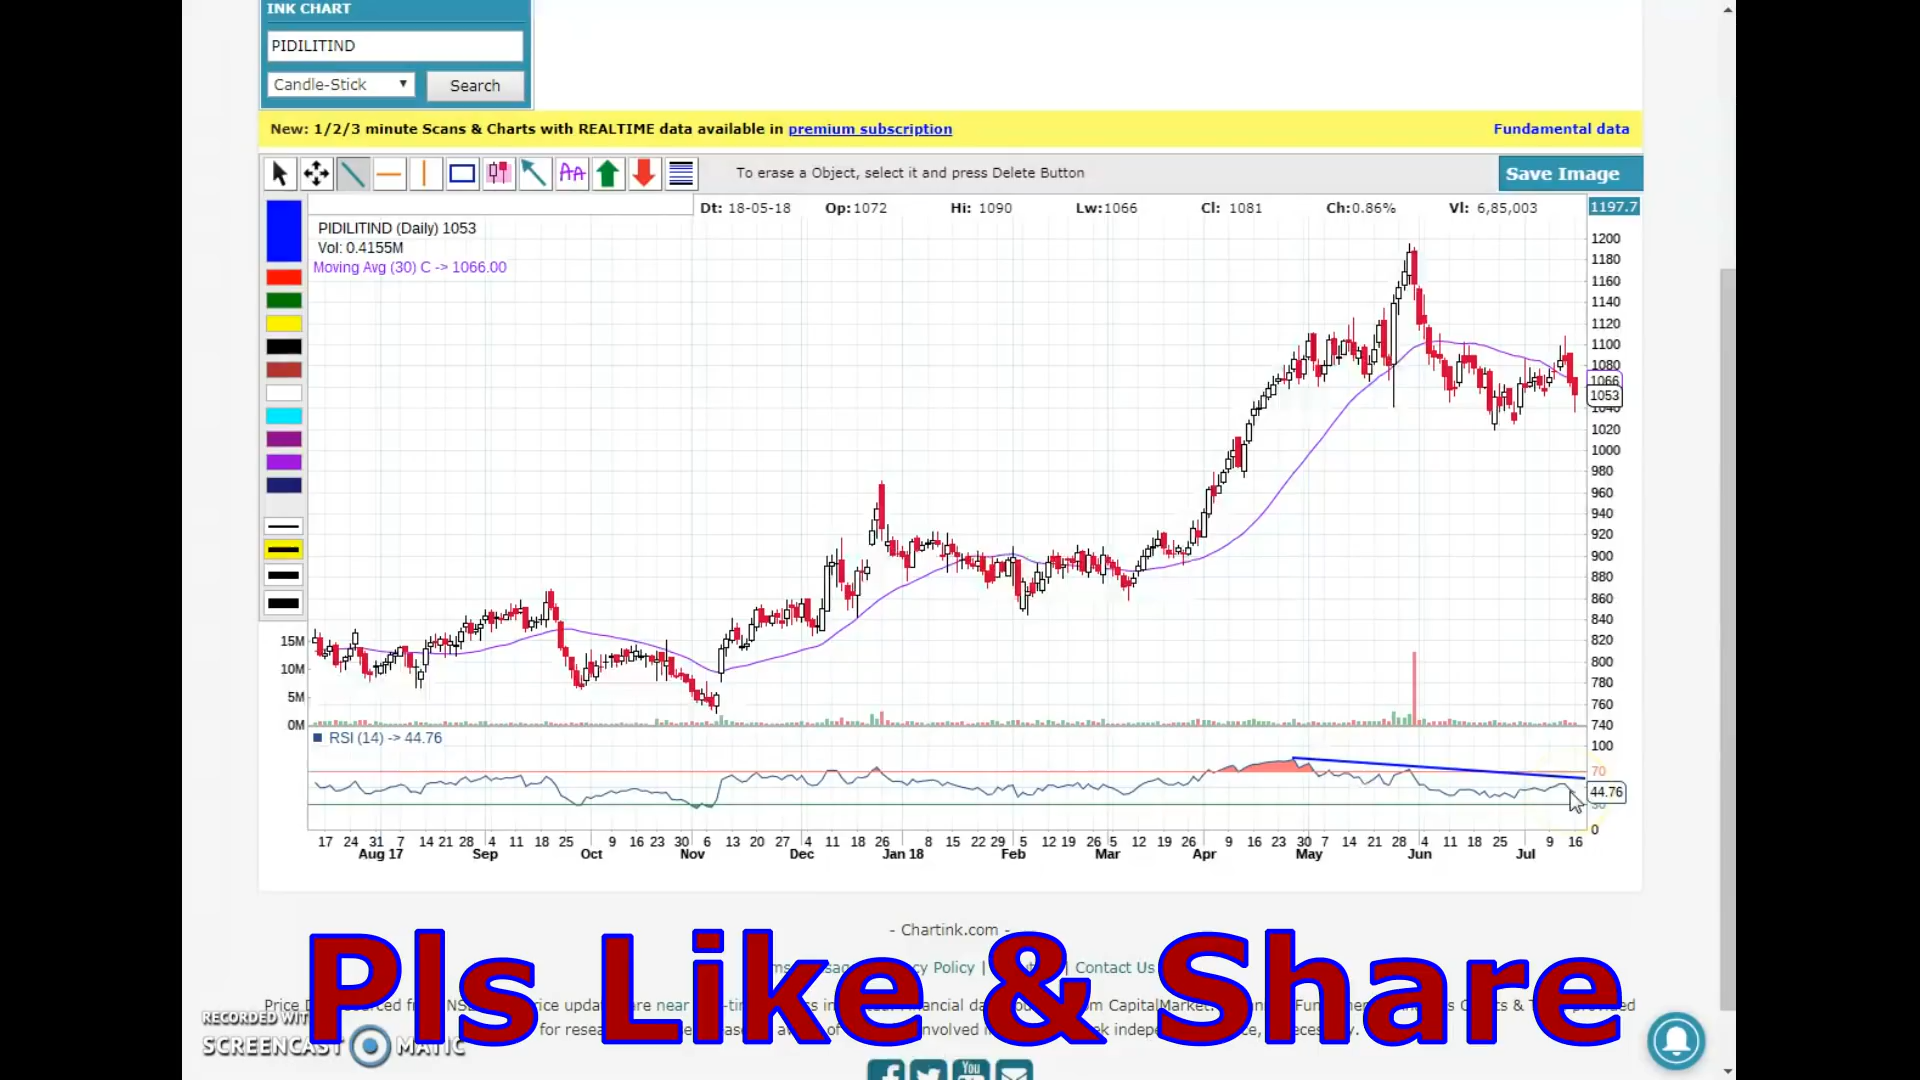 INK CHART
PIDILITIND
Candle-Stick ▼ Search
New: 1/2/3 minute Scans & Charts with REALTIME data available in premium subscription Fundamental data
AA To erase a Object, select it and press Delete Button Save Image
Dt: 18-05-18 Op:1072 Hi: 1090 Lw:1066 Cl: 1081 Ch:0.86% Vl: 6,85,003 1197.7
PIDILITIND (Daily) 1053
Vol: 0.4155M
Moving Avg (30) C -> 1066.00
1200
1180
1160
1140
1120
1100
1080
1066
1053
1040
1020
1000
980
960
940
920
900
880
860
840
820
800
780
760
740
15M
10M
5M
0M
RSI (14) -> 44.76
100
70
44.76
30
0
17 24 31 7 14 21 28 4 11 18 25 9 16 23 30 6 13 20 27 4 11 18 26 8 15 22 29 5 12 19 26 5 12 19 26 9 16 23 30 7 14 21 28 4 11 18 25 9 16
Aug 17 Sep Oct Nov Dec Jan 18 Feb Mar Apr May Jun Jul
- Chartink.com -
Policy | | Contact Us
Pls Like & Share
RECORDED WITH
SCREENCAST MATIC
You